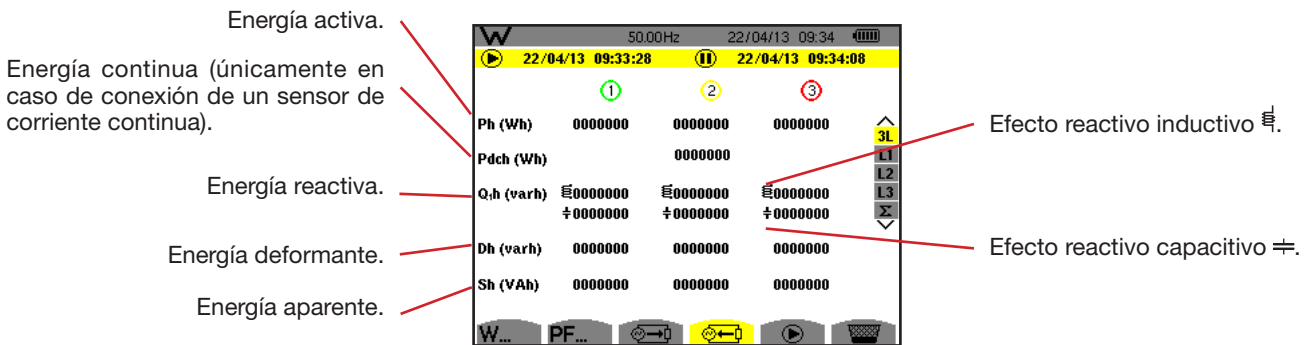 Energía activa.
Energía continua (únicamente en
caso de conexión de un sensor de
corriente continua).
Energía reactiva.
Energía deformante.
Energía aparente.
W 50.00Hz 22/04/13 09:34
22/04/13 09:33:28 22/04/13 09:34:08
1 2 3
Ph (Wh) 0000000 0000000 0000000
Pdch (Wh) 0000000
Q₁h (varh) 0000000 0000000 0000000
0000000 0000000 0000000
Dh (varh) 0000000 0000000 0000000
Sh (VAh) 0000000 0000000 0000000
3L
L1
L2
L3
Σ
W... PF...
Efecto reactivo inductivo .
Efecto reactivo capacitivo .